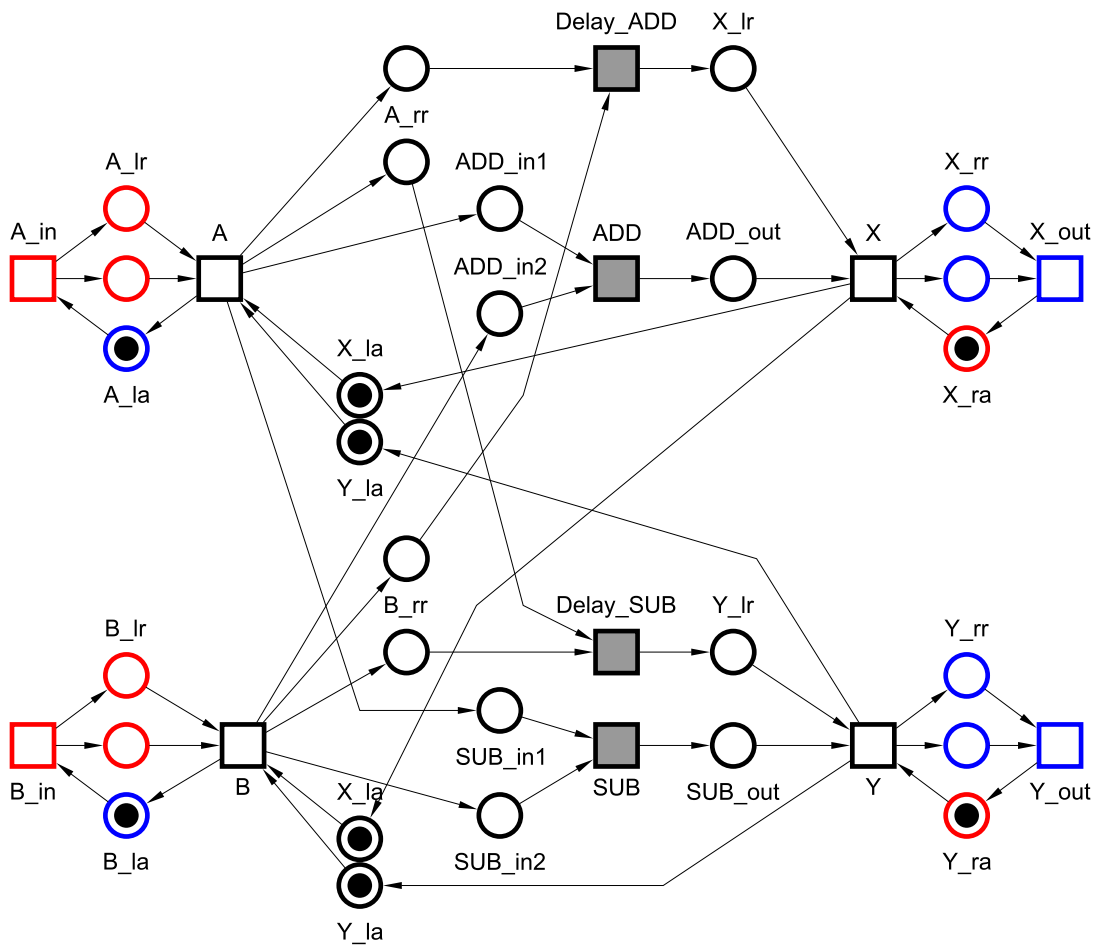 Delay_ADD
X_lr
A_rr
A_lr
ADD_in1
X_rr
A_in
A
ADD
ADD_out
X
X_out
ADD_in2
X_la
A_la
X_ra
Y_la
B_rr
Delay_SUB
Y_lr
B_lr
Y_rr
SUB_in1
B_in
B
X_la
SUB
SUB_out
Y
Y_out
B_la
SUB_in2
Y_ra
Y_la